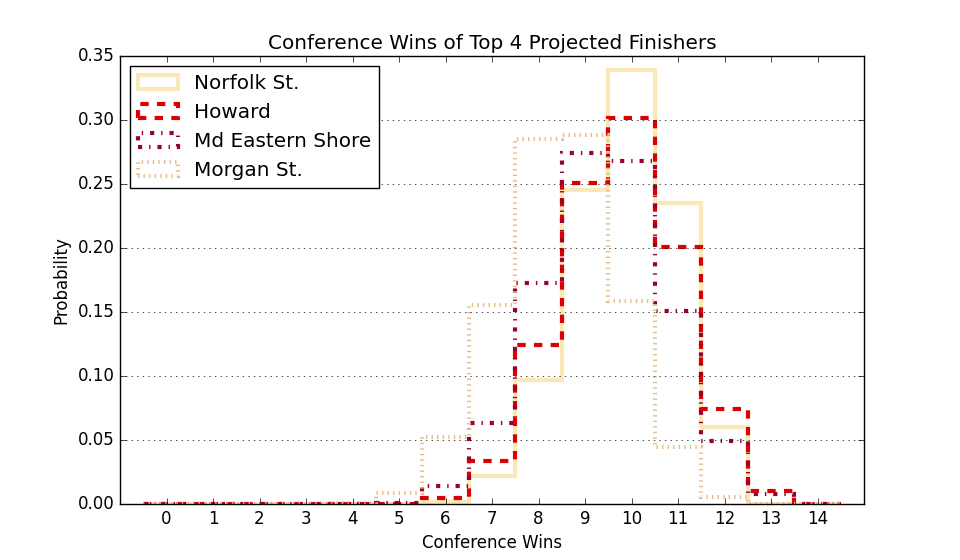 Conference Wins of Top 4 Projected Finishers
Norfolk St.
Howard
Md Eastern Shore
Morgan St.
0.35
0.30
0.25
0.20
0.15
0.10
0.05
0.00
Probability
0 1 2 3 4 5 6 7 8 9 10 11 12 13 14
Conference Wins